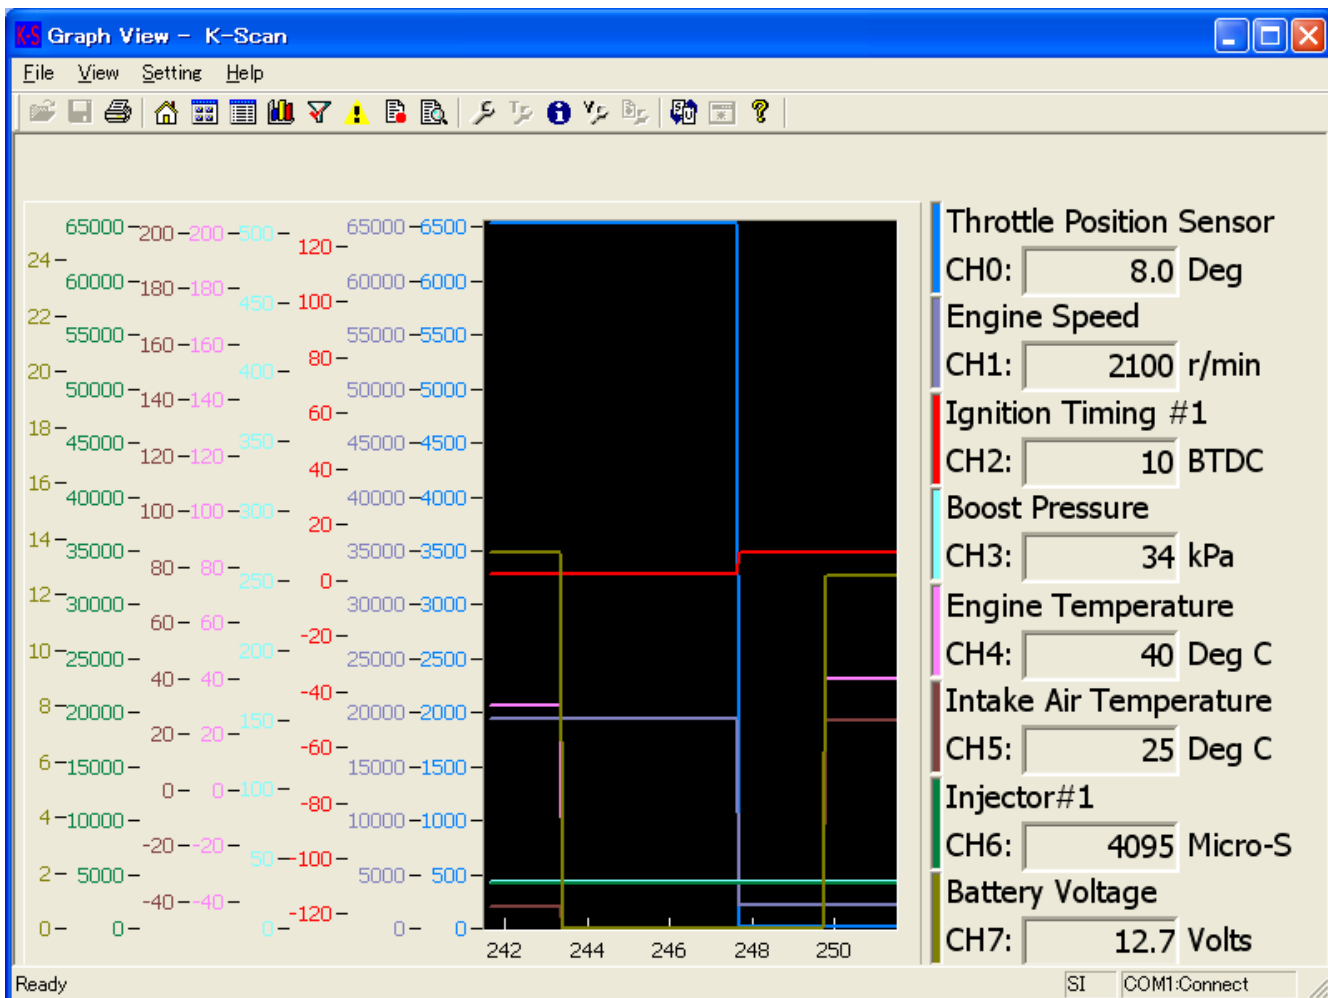 K-S Graph View - K-Scan
File View Setting Help
65000 200 200 500 65000 6500
120
24
60000 180 180 60000 6000
450 100
22
55000 160 160 55000 5500
80
20 400
50000 140 140 50000 5000
60
18
45000 350 45000 4500
120 120
40
16
40000 100 100 300 40000 4000
20
14
35000 80 80 35000 3500
250 0
12
30000 60 60 30000 3000
-20
10
25000 200 25000 2500
40 40
-40
8
20000 150 20000 2000
20 20
-60
6
15000 15000 1500
0 0 100
-80
4
10000 10000 1000
-20 -20
50 -100
2
5000 5000 500
-40 -40
-120
0 0 0 0 0
242 244 246 248 250
Throttle Position Sensor
CH0: 8.0 Deg
Engine Speed
CH1: 2100 r/min
Ignition Timing #1
CH2: 10 BTDC
Boost Pressure
CH3: 34 kPa
Engine Temperature
CH4: 40 Deg C
Intake Air Temperature
CH5: 25 Deg C
Injector#1
CH6: 4095 Micro-S
Battery Voltage
CH7: 12.7 Volts
Ready SI COM1:Connect